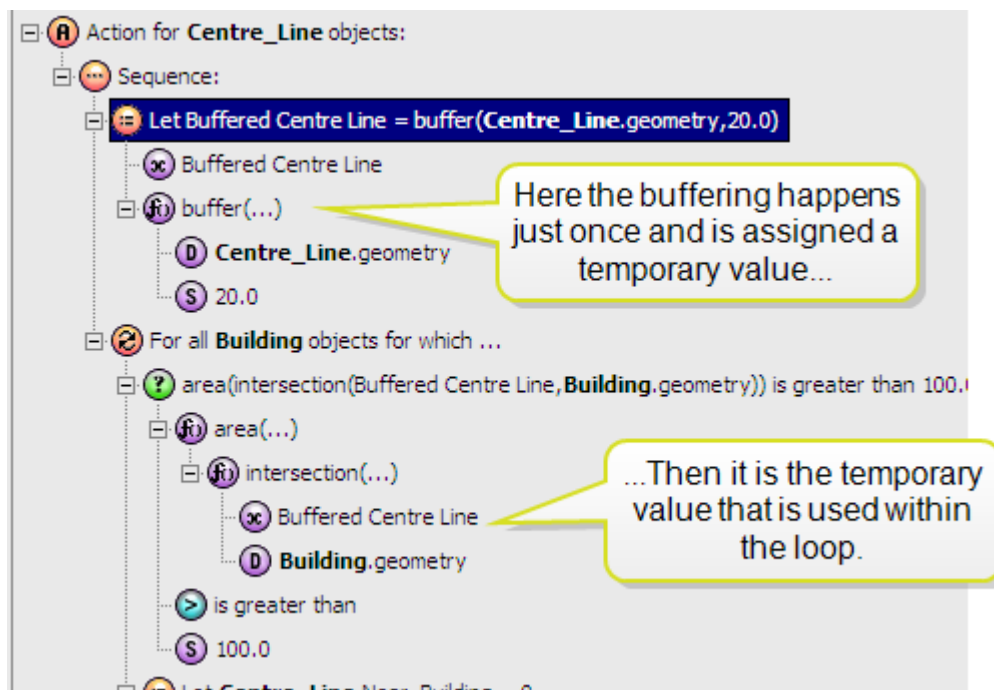 Action for Centre_Line objects:
Sequence:
Let Buffered Centre Line = buffer(Centre_Line.geometry,20.0)
Buffered Centre Line
buffer(...)
Here the buffering happens
just once and is assigned a
temporary value...
Centre_Line.geometry
20.0
For all Building objects for which ...
area(intersection(Buffered Centre Line,Building.geometry)) is greater than 100.
area(...)
intersection(...)
...Then it is the temporary
value that is used within
the loop.
Buffered Centre Line
Building.geometry
is greater than
100.0